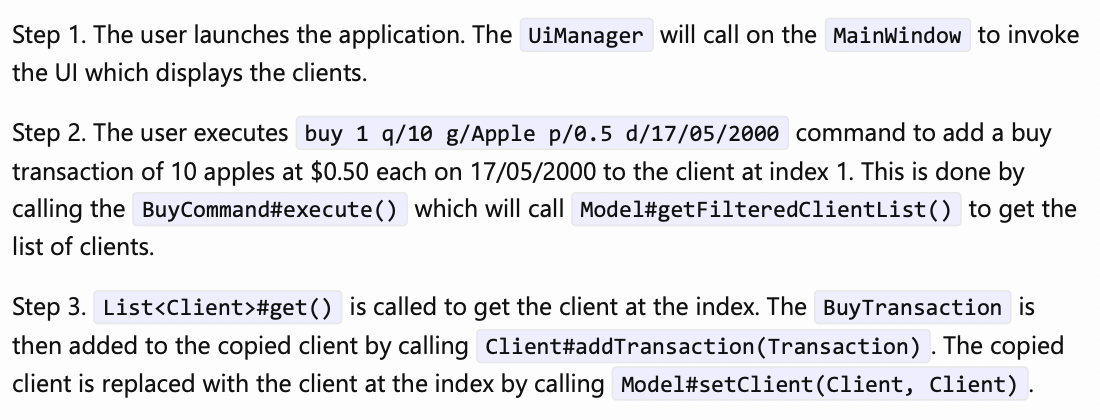 Step 1. The user launches the application. The UiManager will call on the MainWindow to invoke
the UI which displays the clients.
Step 2. The user executes buy 1 q/10 g/Apple p/0.5 d/17/05/2000 command to add a buy
transaction of 10 apples at $0.50 each on 17/05/2000 to the client at index 1. This is done by
calling the BuyCommand#execute() which will call Model#getFilteredClientList() to get the
list of clients.
Step 3. List<Client>#get() is called to get the client at the index. The BuyTransaction is
then added to the copied client by calling Client#addTransaction(Transaction) . The copied
client is replaced with the client at the index by calling Model#setClient(Client, Client) .